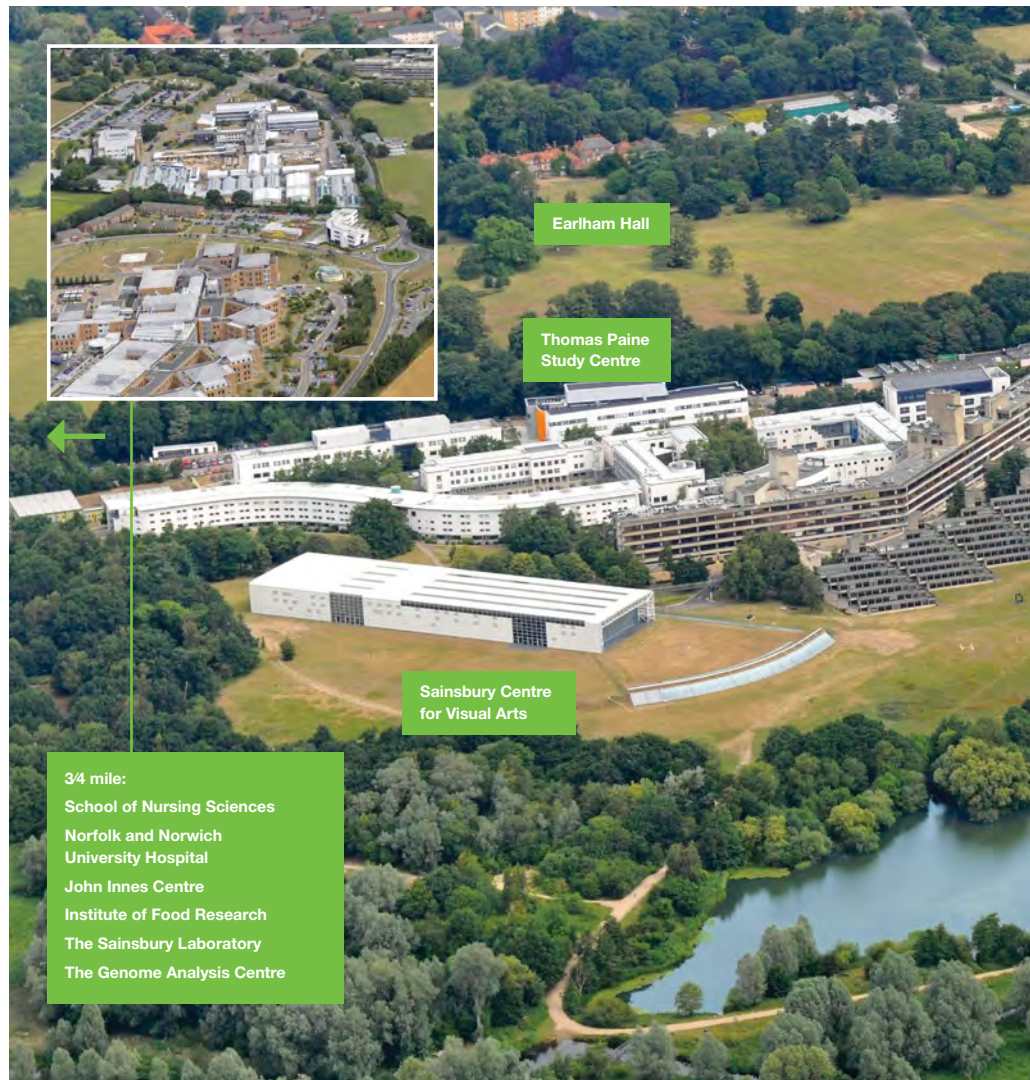 Earlham Hall
Thomas Paine
Study Centre
Sainsbury Centre
for Visual Arts
3⁄4 mile:
School of Nursing Sciences
Norfolk and Norwich
University Hospital
John Innes Centre
Institute of Food Research
The Sainsbury Laboratory
The Genome Analysis Centre